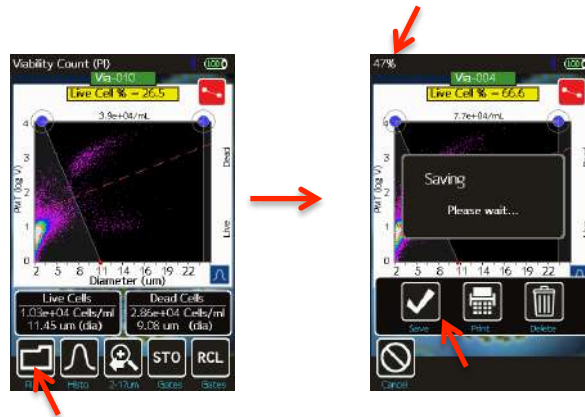 Viability Count (PI)
100
Via-010
Live Cell % = 26.5
3.9e+04/mL
4
3
2
1
0
PMT (log V)
Dead
Live
2 5 8 11 14 16 19 22
Diameter (um)
Live Cells
1.03e+04 Cells/ml
11.45 um (dia)
Dead Cells
2.86e+04 Cells/ml
9.08 um (dia)
Histo
2-17um
STO
Gates
RCL
Gates
47%
100
Via-004
Live Cell % = 66.6
7.7e+04/mL
4
3
2
1
0
PMT (log V)
Saving
Please wait...
2 5 8 11 14 16 19 22
Save
Print
Delete
Cancel